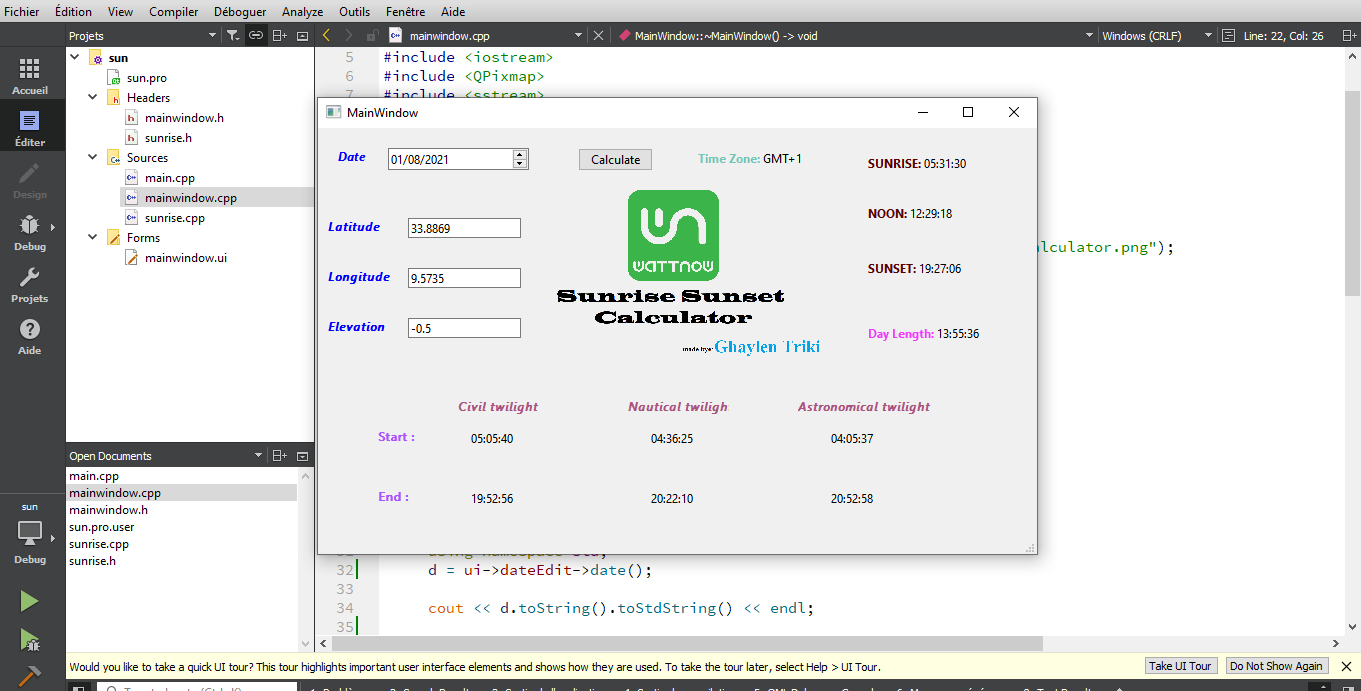 Fichier Édition View Compiler Déboguer Analyze Outils Fenêtre Aide
Projets mainwindow.cpp MainWindow::~MainWindow() -> void Windows (CRLF) Line: 22, Col: 26
Accueil
Éditer
Design
Debug
Projets
Aide
sun
Debug
sun
sun.pro
Headers
mainwindow.h
sunrise.h
Sources
main.cpp
mainwindow.cpp
sunrise.cpp
Forms
mainwindow.ui
Open Documents
main.cpp
mainwindow.cpp
mainwindow.h
sun.pro.user
sunrise.cpp
sunrise.h
5 #include <iostream>
6 #include <QPixmap>
7 #include <sstream>
alculator.png");
MainWindow
Date 01/08/2021 Calculate Time Zone: GMT+1 SUNRISE: 05:31:30
NOON: 12:29:18
Latitude 33.8869
wattnow
SUNSET: 19:27:06
Longitude 9.5735
Sunrise Sunset
Calculator
Elevation -0.5
Day Length: 13:55:36
made by: Ghaylen Triki
Civil twilight Nautical twiligh Astronomical twilight
Start : 05:05:40 04:36:25 04:05:37
End : 19:52:56 20:22:10 20:52:58
32 d = ui->dateEdit->date();
33
34 cout << d.toString().toStdString() << endl;
35
Would you like to take a quick UI tour? This tour highlights important user interface elements and shows how they are used. To take the tour later, select Help > UI Tour. Take UI Tour Do Not Show Again